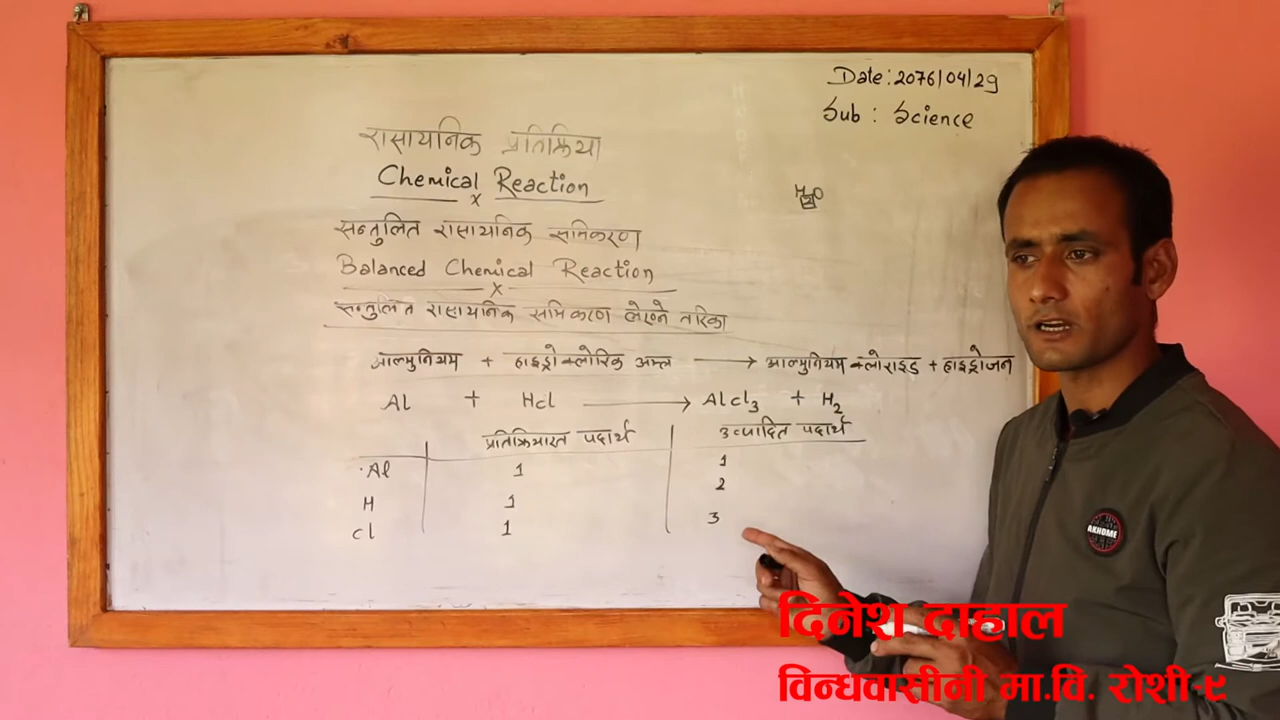 Date: 2076/04/29
Sub : Science
रासायनिक प्रतिक्रिया
Chemical Reaction
x
H2O
सन्तुलित रासायनिक समिकरण
Balanced Chemical Reaction
x
सन्तुलित रासायनिक समिकरण लेख्ने तरिका
आल्मुनियम + हाइड्रोक्लोरिक अम्ल → आल्मुनियम क्लोराइड + हाइड्रोजन
Al + Hcl → Alcl3 + H2
प्रतिक्रियारत पदार्थ उत्पादित पदार्थ
Al 1 1
H 1 2
cl 1 3
AKHOME
दिनेश दाहाल
विन्धवासीनी मा.वि. रोशी-९